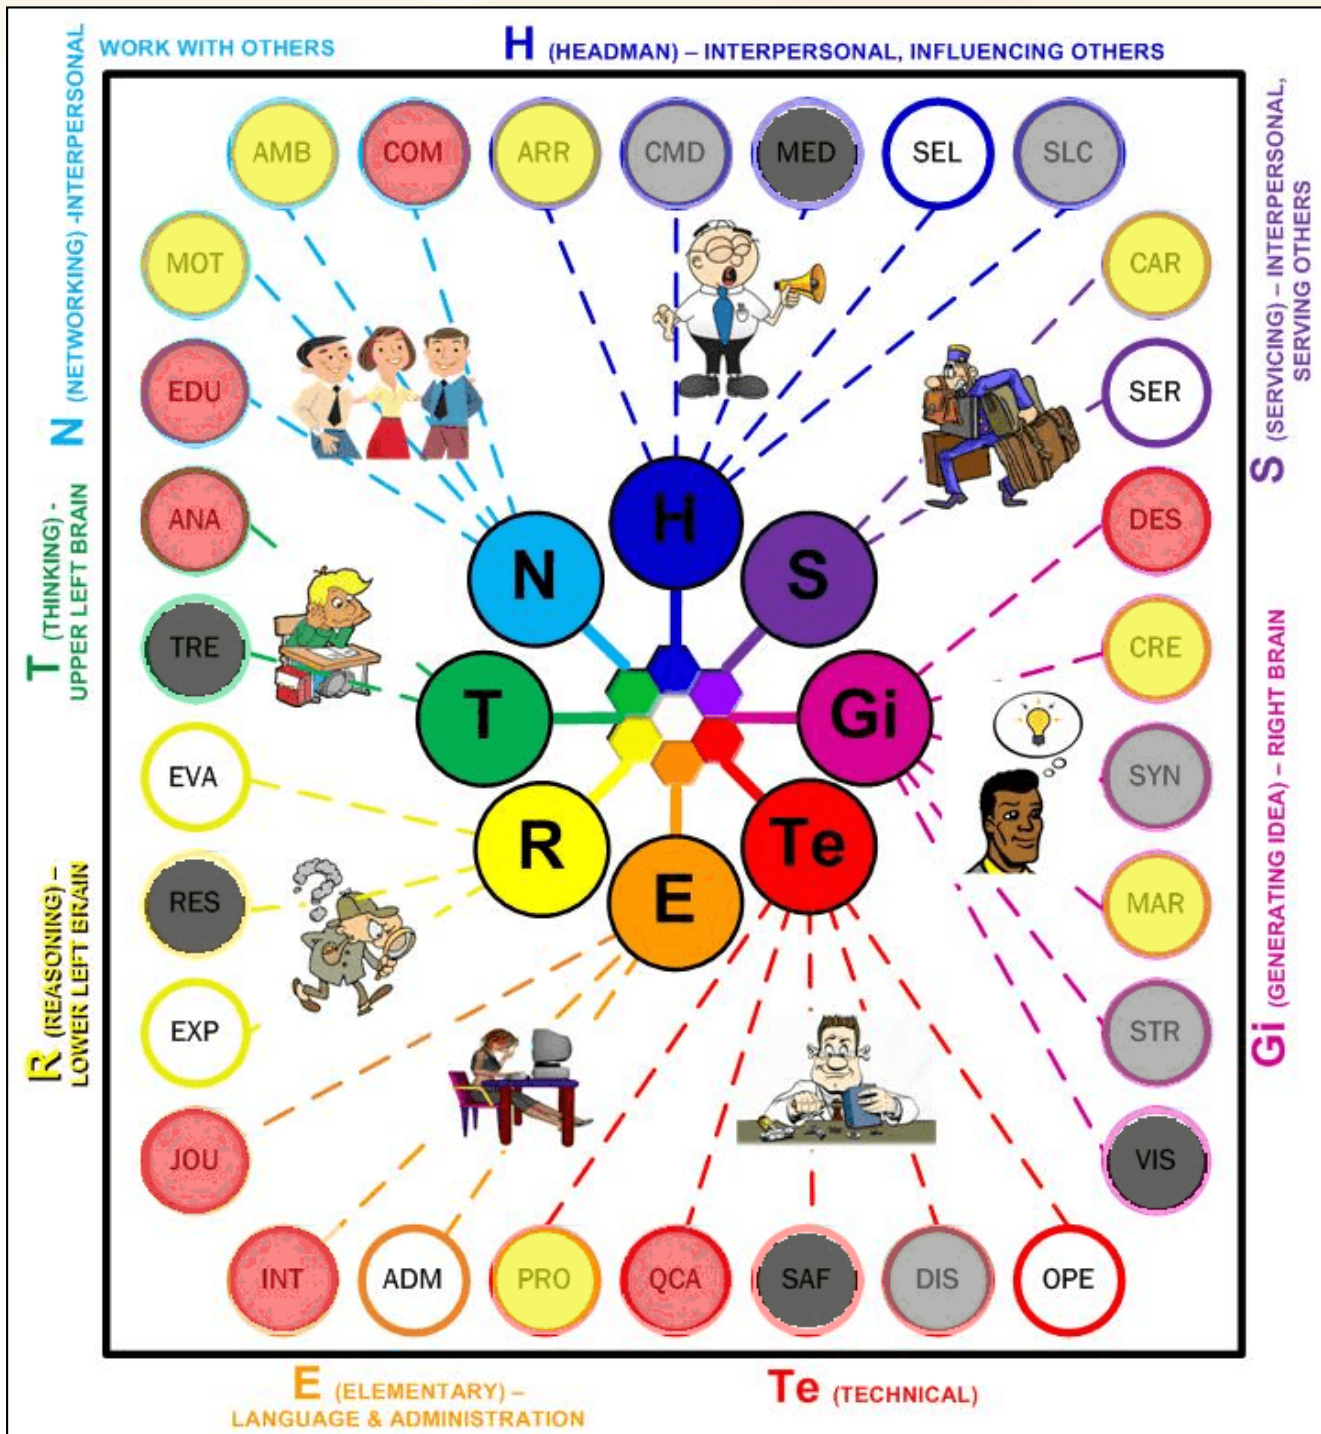 WORK WITH OTHERS
H (HEADMAN) – INTERPERSONAL, INFLUENCING OTHERS
N (NETWORKING) -INTERPERSONAL
S (SERVICING) – INTERPERSONAL,
SERVING OTHERS
T (THINKING) -
UPPER LEFT BRAIN
R (REASONING) –
LOWER LEFT BRAIN
Gi (GENERATING IDEA) – RIGHT BRAIN
AMB
COM
ARR
CMD
MED
SEL
SLC
MOT
CAR
EDU
SER
ANA
DES
TRE
CRE
EVA
SYN
RES
MAR
EXP
STR
JOU
VIS
INT
ADM
PRO
QCA
SAF
DIS
OPE
H
N
S
T
Gi
R
Te
E
E (ELEMENTARY) –
LANGUAGE & ADMINISTRATION
Te (TECHNICAL)